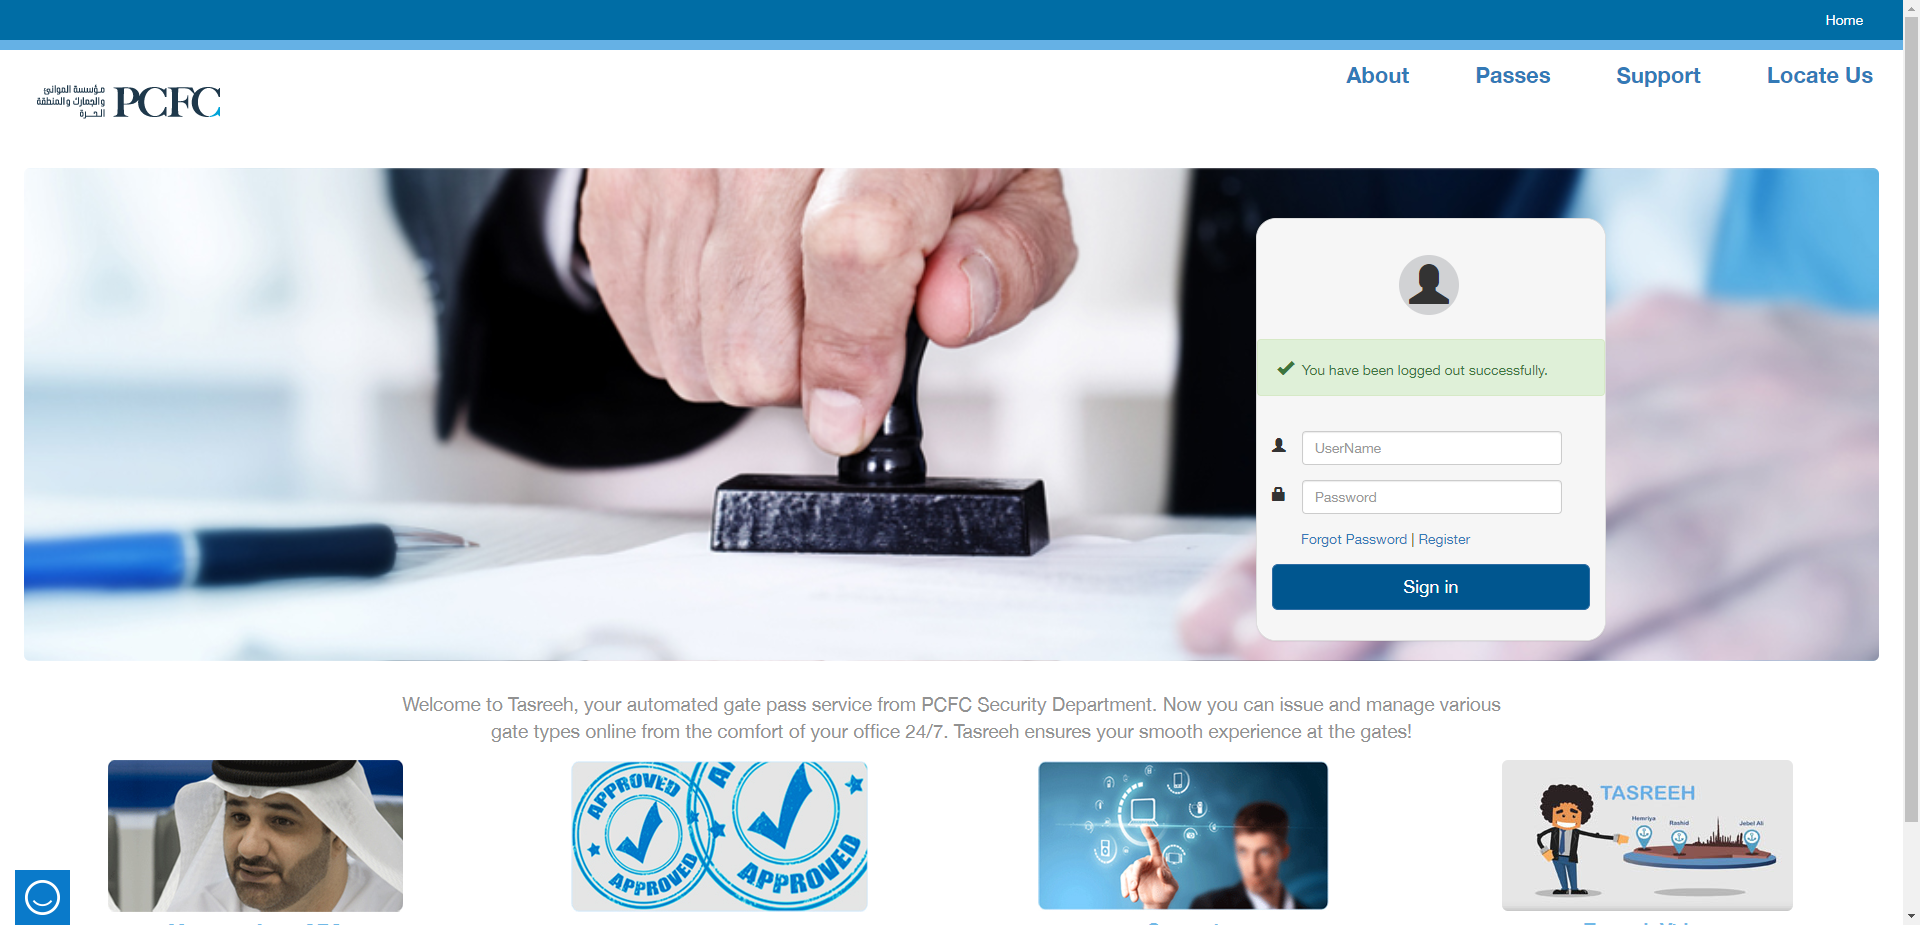 Home
مؤسسة الموانئ
والجمارك والمنطقة
الحرة
PCFC
About
Passes
Support
Locate Us
You have been logged out successfully.
UserName
Password
Forgot Password | Register
Sign in
Welcome to Tasreeh, your automated gate pass service from PCFC Security Department. Now you can issue and manage various
gate types online from the comfort of your office 24/7. Tasreeh ensures your smooth experience at the gates!
APPROVED
APPROVED
APPROVED
TASREEH
Hemriya
Rashid
Jebel Ali